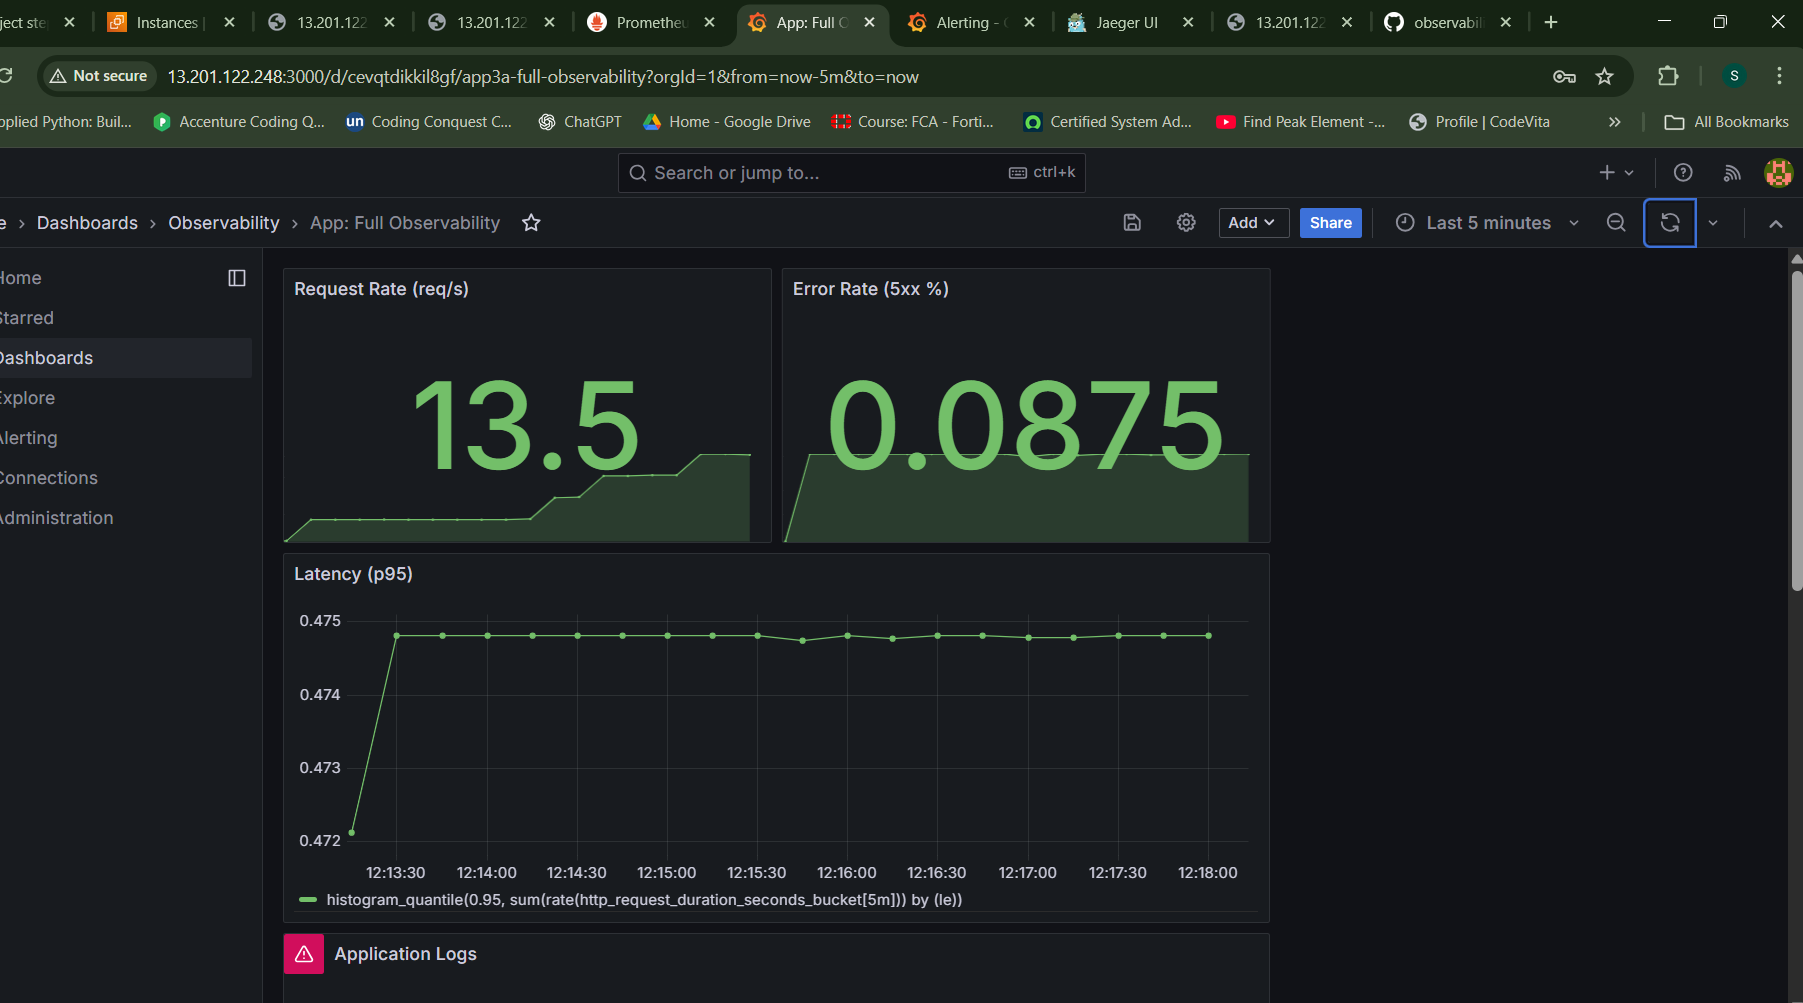 ject ste
Instances |
13.201.122
13.201.122
Prometheu
App: Full O
Alerting - G
Jaeger UI
13.201.122
observabil
Not secure
13.201.122.248:3000/d/cevqtdikkil8gf/app3a-full-observability?orgId=1&from=now-5m&to=now
S
pplied Python: Buil...
Accenture Coding Q...
un
Coding Conquest C...
ChatGPT
Home - Google Drive
Course: FCA - Forti...
Certified System Ad...
Find Peak Element -...
Profile | CodeVita
All Bookmarks
Search or jump to...
ctrl+k
e › Dashboards › Observability › App: Full Observability
Add
Share
Last 5 minutes
Home
Starred
Dashboards
Explore
Alerting
Connections
Administration
Request Rate (req/s)
13.5
Error Rate (5xx %)
0.0875
Latency (p95)
0.475
0.474
0.473
0.472
12:13:30
12:14:00
12:14:30
12:15:00
12:15:30
12:16:00
12:16:30
12:17:00
12:17:30
12:18:00
histogram_quantile(0.95, sum(rate(http_request_duration_seconds_bucket[5m])) by (le))
Application Logs